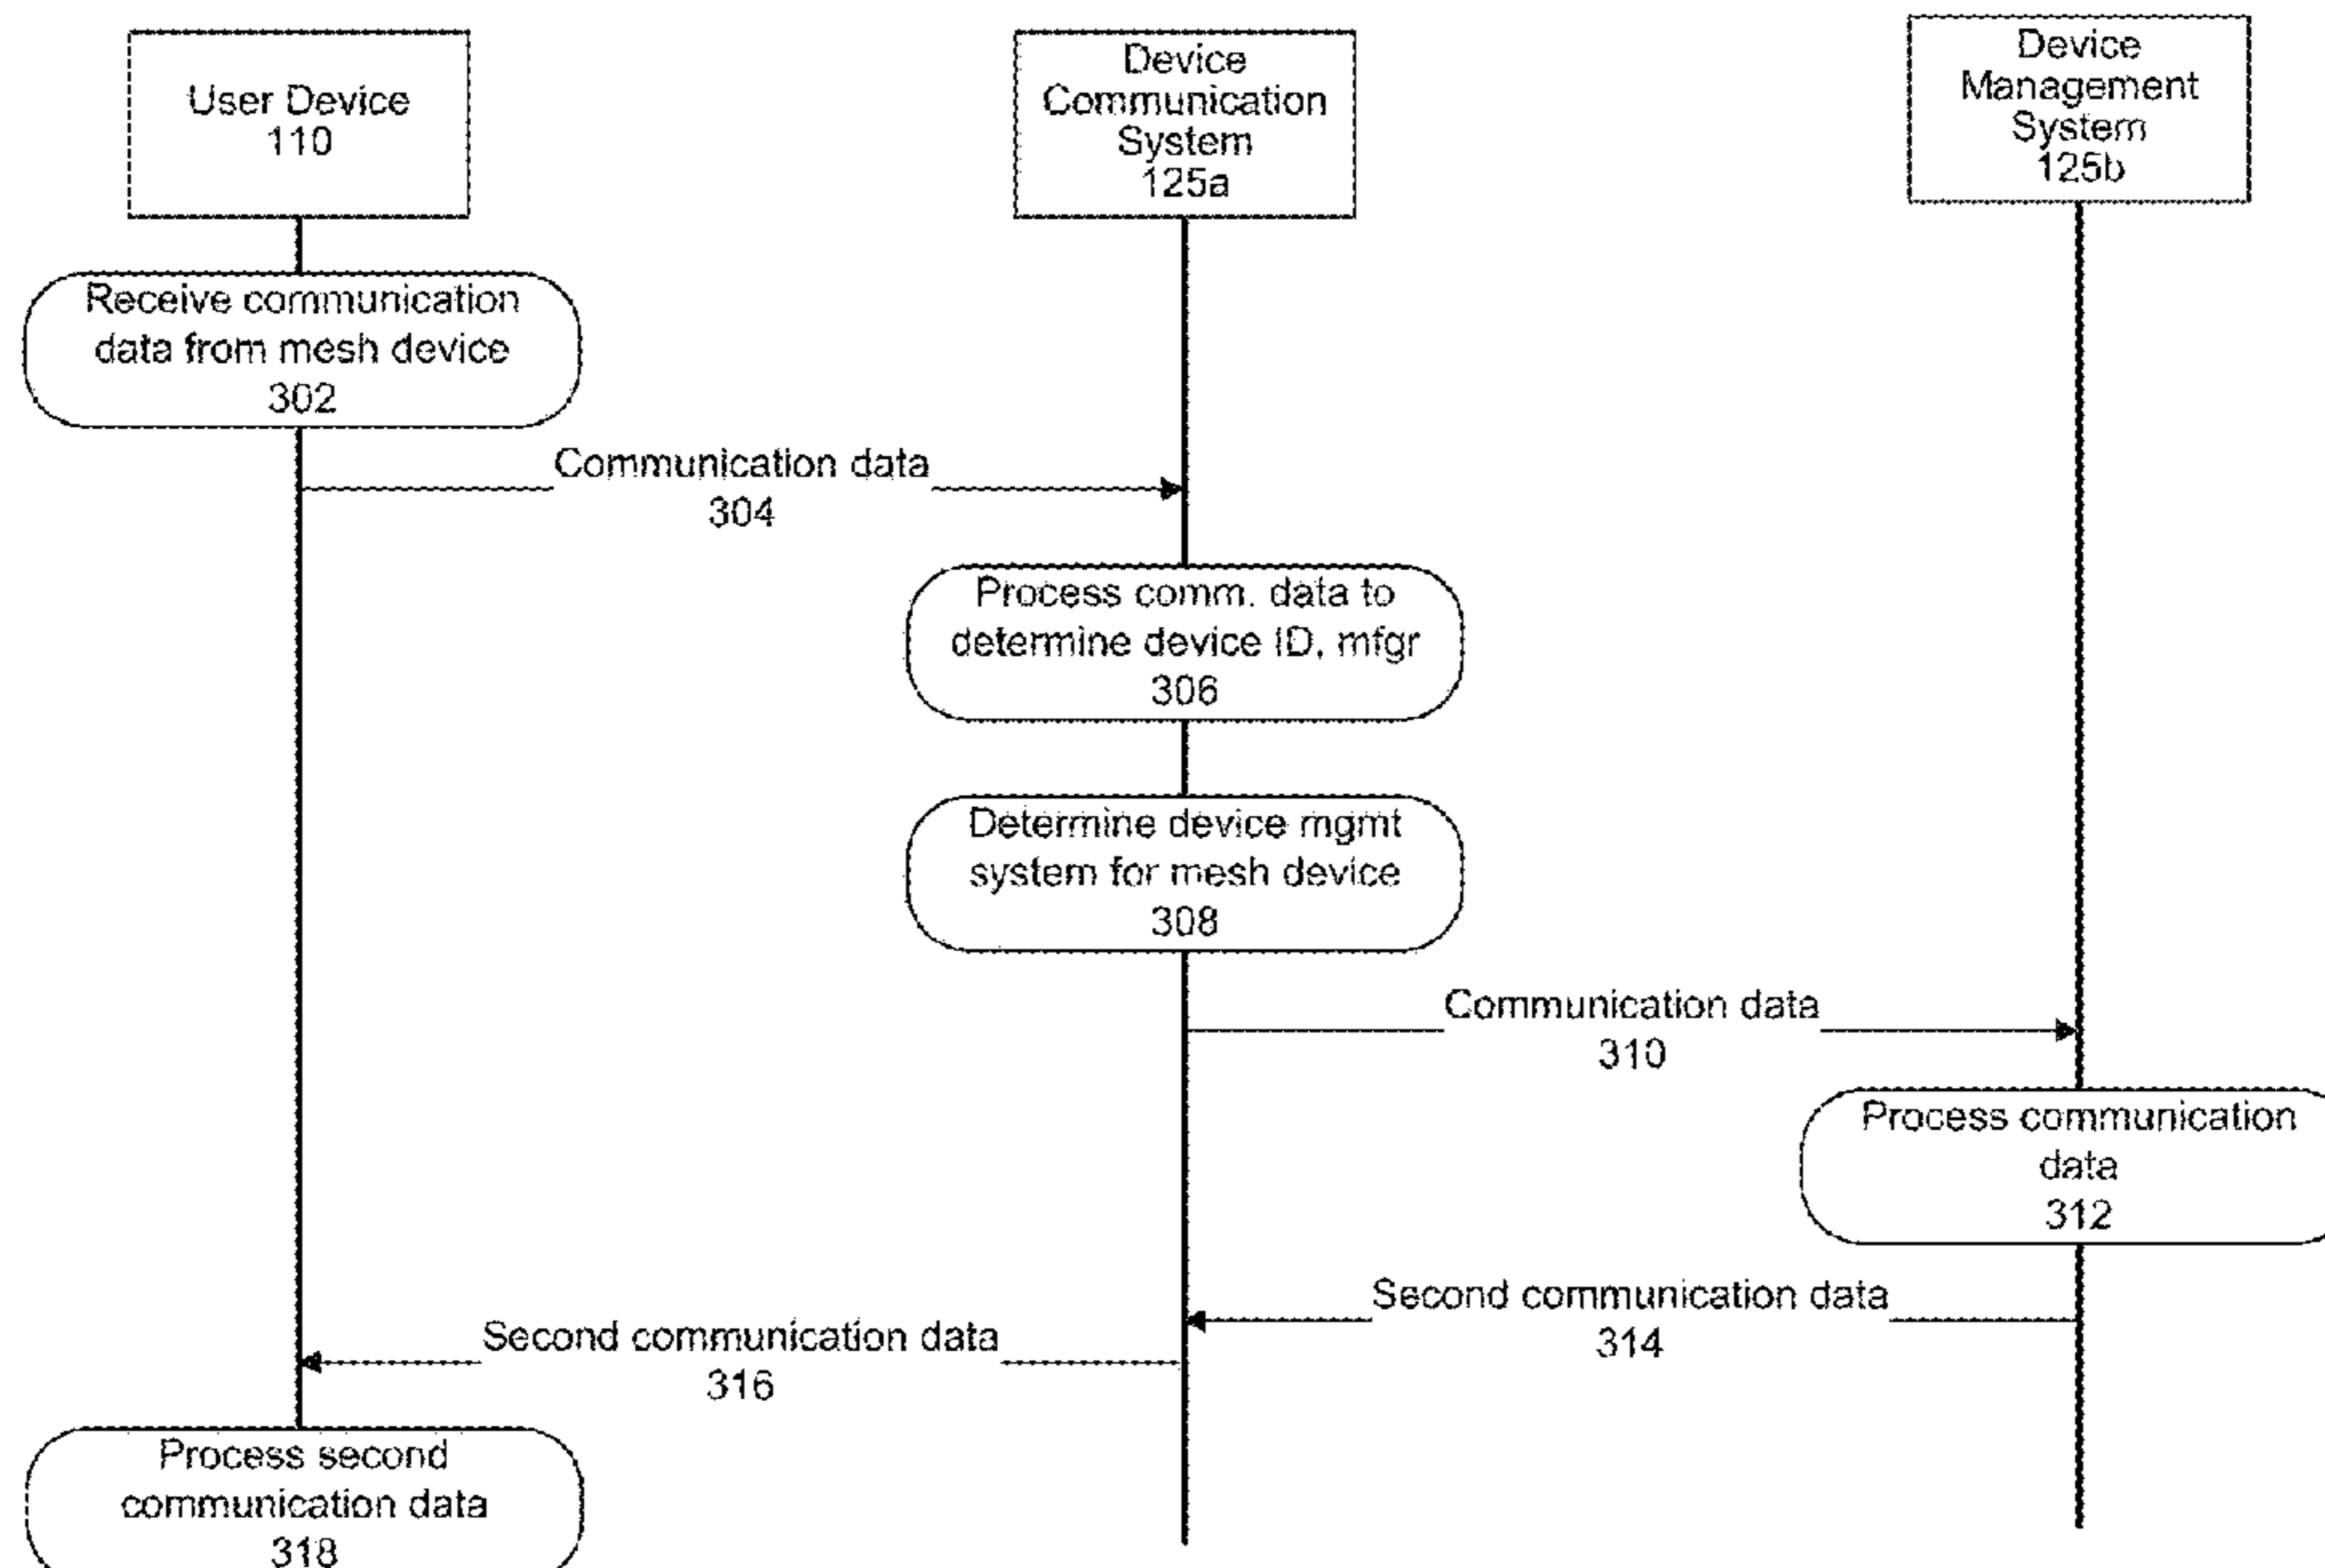 User Device
110
Device
Communication
System
125a
Device
Management
System
125b
Receive communication
data from mesh device
302
Communication data
304
Process comm. data to
determine device ID, mfgr
306
Determine device mgmt
system for mesh device
308
Communication data
310
Process communication
data
312
Second communication data
314
Second communication data
316
Process second
communication data
318